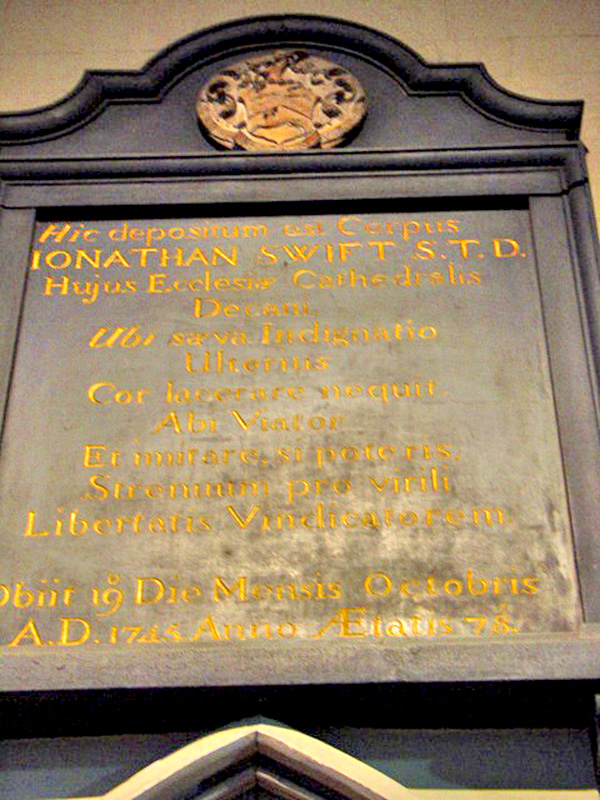 Hic depositum est Corpus
IONATHAN SWIFT S.T.D.
Hujus Ecclesiæ Cathedralis
Decani,
Ubi sæva Indignatio
Ulterius
Cor lacerare nequit.
Abi Viator
Et imitare, si poteris,
Strenuum pro virili
Libertatis Vindicatorem.
Obiit 19º Die Mensis Octobris
A.D. 1745. Anno Ætatis 78.